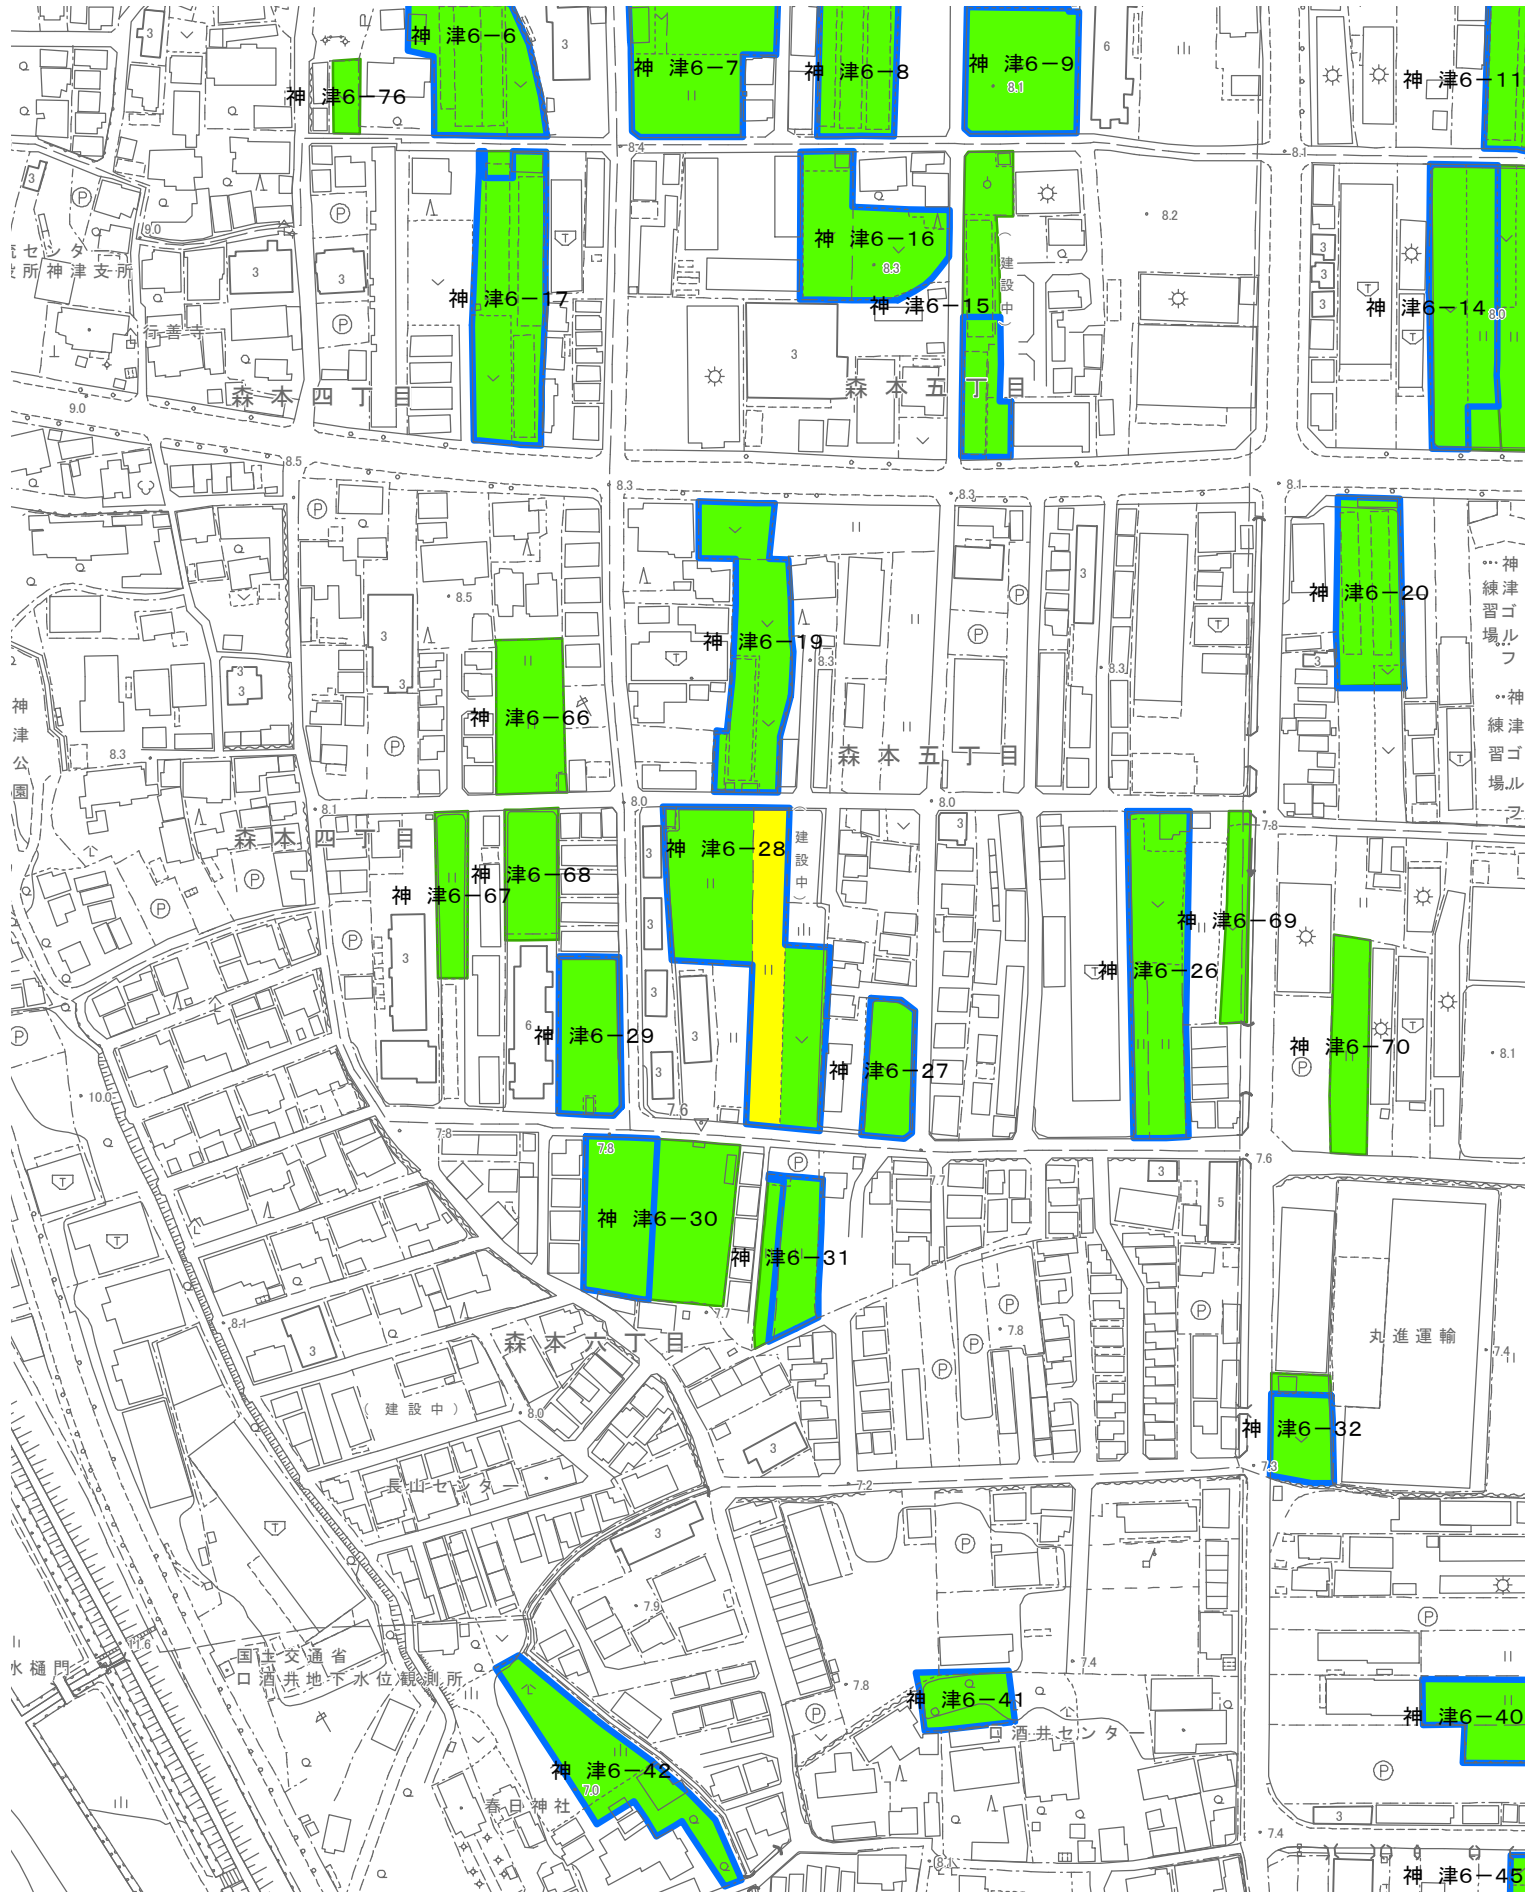 神 津6-6
神 津6-7
神 津6-8
神 津6-9
神 津6-11
神 津6-76
神 津6-16
神 津6-15
神 津6-17
神 津6-14
行善寺
所神津支所
森本四丁目
森本五丁目
(建設中)
神 津6-19
神 津6-20
神津ゴルフ
練習場
神 津6-66
森本五丁目
神津公園
神津ゴルフ
練習場
森本四丁目
神 津6-28
(建設中)
神 津6-68
神 津6-67
神 津6-69
神 津6-26
神 津6-29
神 津6-27
神 津6-70
神 津6-30
神 津6-31
森本六丁目
丸進運輸
(建設中)
神 津6-32
長山センター
国土交通省
口酒井地下水位観測所
水樋門
神 津6-41
口酒井センター
神 津6-40
神 津6-42
春日神社
神 津6-45
8.4
8.1
8.1
9.0
8.2
8.3
8.0
9.0
8.5
8.3
8.3
8.1
8.5
8.3
8.3
8.3
8.1
8.0
8.0
7.8
10.0
7.8
7.6
7.8
7.7
7.6
8.1
8.1
7.7
7.8
7.4
8.0
7.2
7.3
7.9
11.6
7.8
7.4
7.0
8.1
7.4